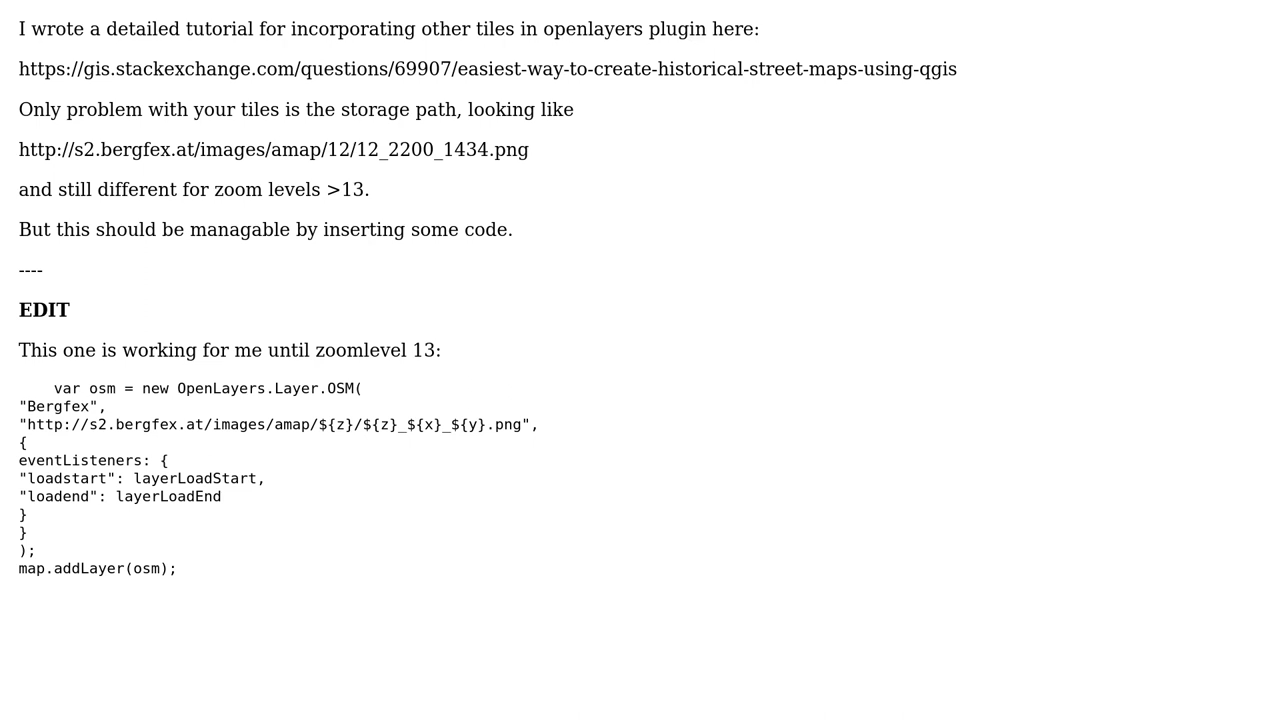 I wrote a detailed tutorial for incorporating other tiles in openlayers plugin here:
https://gis.stackexchange.com/questions/69907/easiest-way-to-create-historical-street-maps-using-qgis
Only problem with your tiles is the storage path, looking like
http://s2.bergfex.at/images/amap/12/12_2200_1434.png
and still different for zoom levels >13.
But this should be managable by inserting some code.
----
EDIT
This one is working for me until zoomlevel 13:
    var osm = new OpenLayers.Layer.OSM(
"Bergfex",
"http://s2.bergfex.at/images/amap/${z}/${z}_${x}_${y}.png",
{
eventListeners: {
"loadstart": layerLoadStart,
"loadend": layerLoadEnd
}
}
);
map.addLayer(osm);